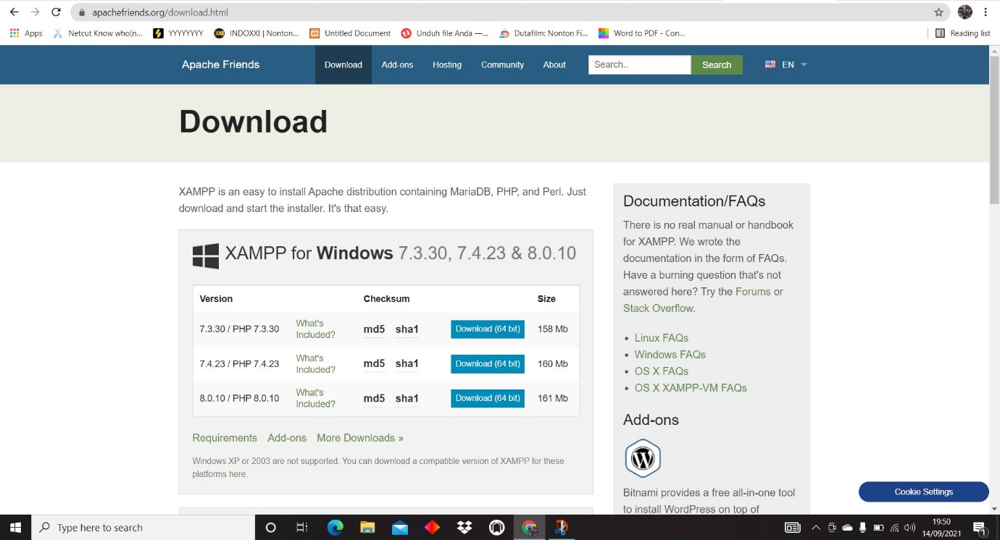 apachefriends.org/download.html
Apps
Netcut Know who(n...
YYYYYYYY
INDOXXI | Nonton...
Untitled Document
Unduh file Anda —...
Dutafilm: Nonton Fi...
Word to PDF - Con...
Reading list
Apache Friends
Download
Add-ons
Hosting
Community
About
Search..
Search
EN
Download
XAMPP is an easy to install Apache distribution containing MariaDB, PHP, and Perl. Just
download and start the installer. It's that easy.
XAMPP for Windows 7.3.30, 7.4.23 & 8.0.10
Version Checksum Size
7.3.30 / PHP 7.3.30 What's
Included? md5 sha1 Download (64 bit) 158 Mb
7.4.23 / PHP 7.4.23 What's
Included? md5 sha1 Download (64 bit) 160 Mb
8.0.10 / PHP 8.0.10 What's
Included? md5 sha1 Download (64 bit) 161 Mb
Requirements Add-ons More Downloads »
Windows XP or 2003 are not supported. You can download a compatible version of XAMPP for these
platforms here.
Documentation/FAQs
There is no real manual or handbook
for XAMPP. We wrote the
documentation in the form of FAQs.
Have a burning question that's not
answered here? Try the Forums or
Stack Overflow.
• Linux FAQs
• Windows FAQs
• OS X FAQs
• OS X XAMPP-VM FAQs
Add-ons
Bitnami provides a free all-in-one tool
to install WordPress on top of
Cookie Settings
Type here to search
19:50
14/09/2021
1